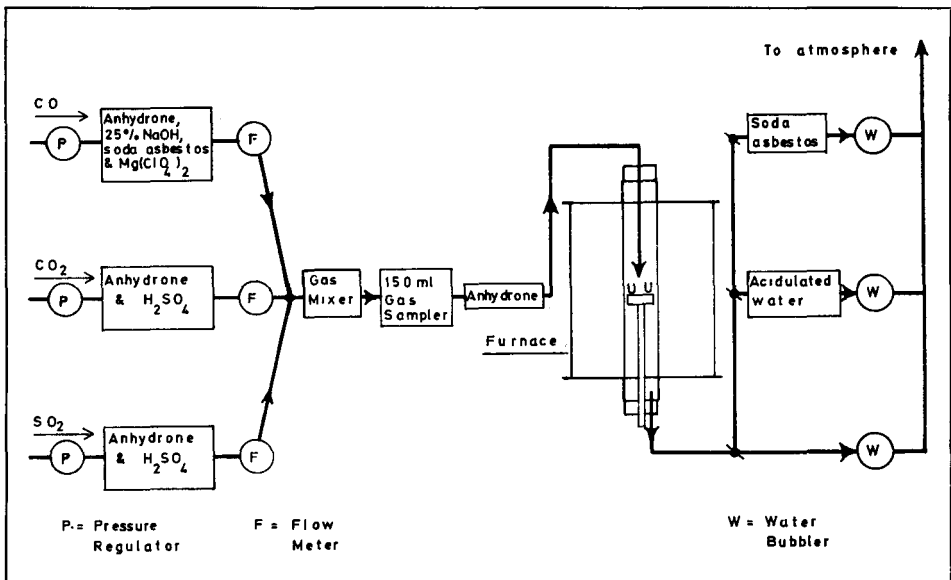 To atmosphere
CO
P
Anhydrone,
25% NaOH,
soda asbestos
& Mg(ClO4)2
F
Soda
asbestos
W
CO2
P
Anhydrone
& H2SO4
F
Gas
Mixer
150 ml
Gas
Sampler
Anhydrone
U U
Furnace
Acidulated
water
W
SO2
P
Anhydrone
& H2SO4
F
W
P = Pressure
Regulator
F = Flow
Meter
W = Water
Bubbler